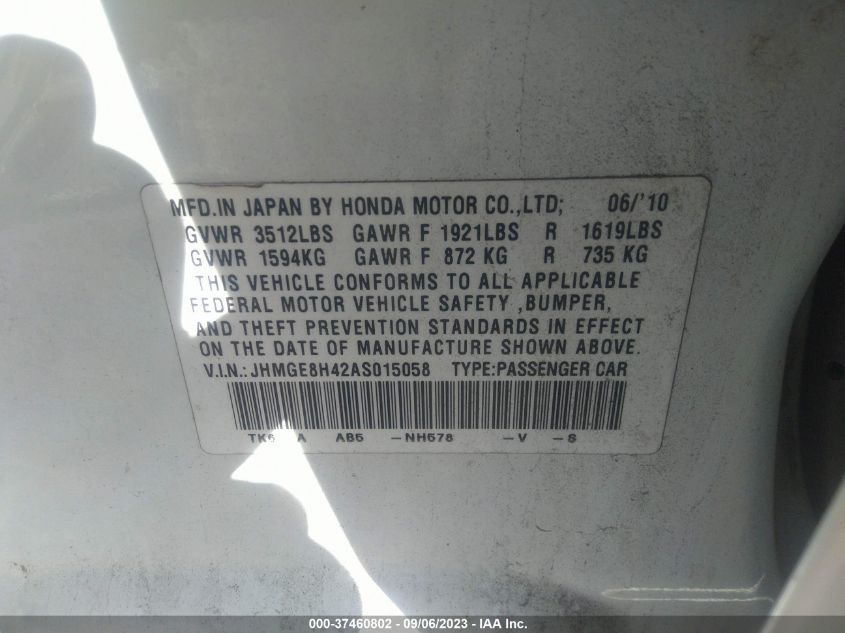 MFD.IN JAPAN BY HONDA MOTOR CO.,LTD; 06/'10
GVWR 3512LBS GAWR F 1921LBS R 1619LBS
GVWR 1594KG GAWR F 872 KG R 735 KG
THIS VEHICLE CONFORMS TO ALL APPLICABLE
FEDERAL MOTOR VEHICLE SAFETY ,BUMPER,
AND THEFT PREVENTION STANDARDS IN EFFECT
ON THE DATE OF MANUFACTURE SHOWN ABOVE.
V.I.N.:JHMGE8H42AS015058 TYPE:PASSENGER CAR
A AB5 -NH578 -V -S
000-37460802 - 09/06/2023 - IAA Inc.